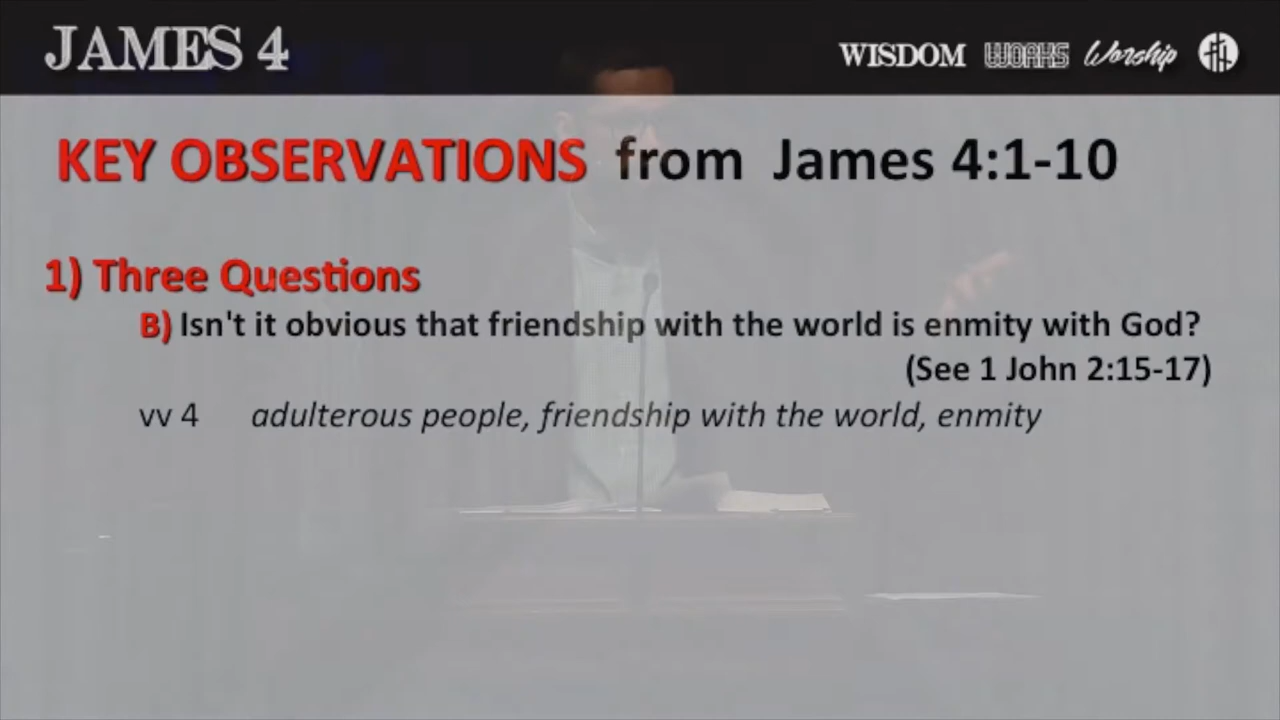 JAMES 4
WISDOM WORKS Worship
KEY OBSERVATIONS from James 4:1-10
1) Three Questions
B) Isn't it obvious that friendship with the world is enmity with God?
(See 1 John 2:15-17)
vv 4 adulterous people, friendship with the world, enmity